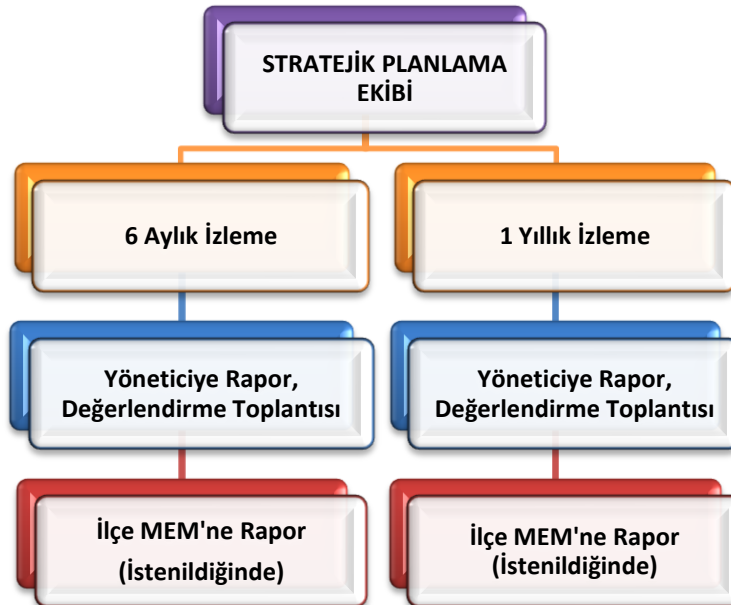 STRATEJİK PLANLAMA
EKİBİ
6 Aylık İzleme
1 Yıllık İzleme
Yöneticiye Rapor,
Değerlendirme Toplantısı
Yöneticiye Rapor,
Değerlendirme Toplantısı
İlçe MEM'ne Rapor
(İstenildiğinde)
İlçe MEM'ne Rapor
(İstenildiğinde)